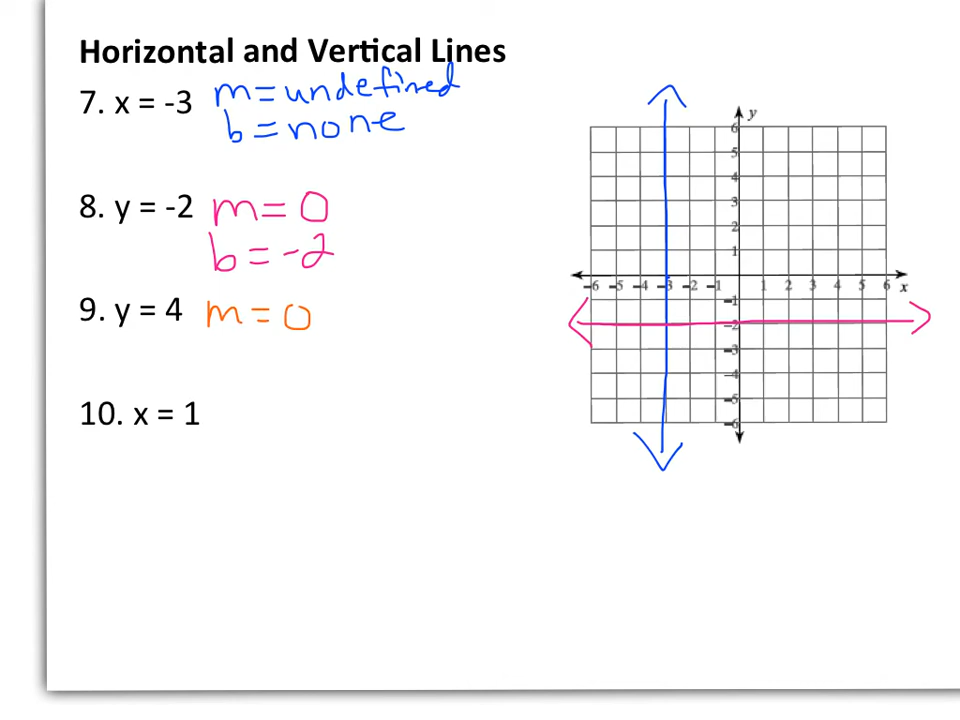 Horizontal and Vertical Lines
7. x = -3 m = undefined
b = none
8. y = -2 m = 0
b = -2
9. y = 4 m = 0
10. x = 1
y
6
5
4
3
2
1
-6 -5 -4 -3 -2 -1 1 2 3 4 5 6 x
-1
-2
-3
-4
-5
-6